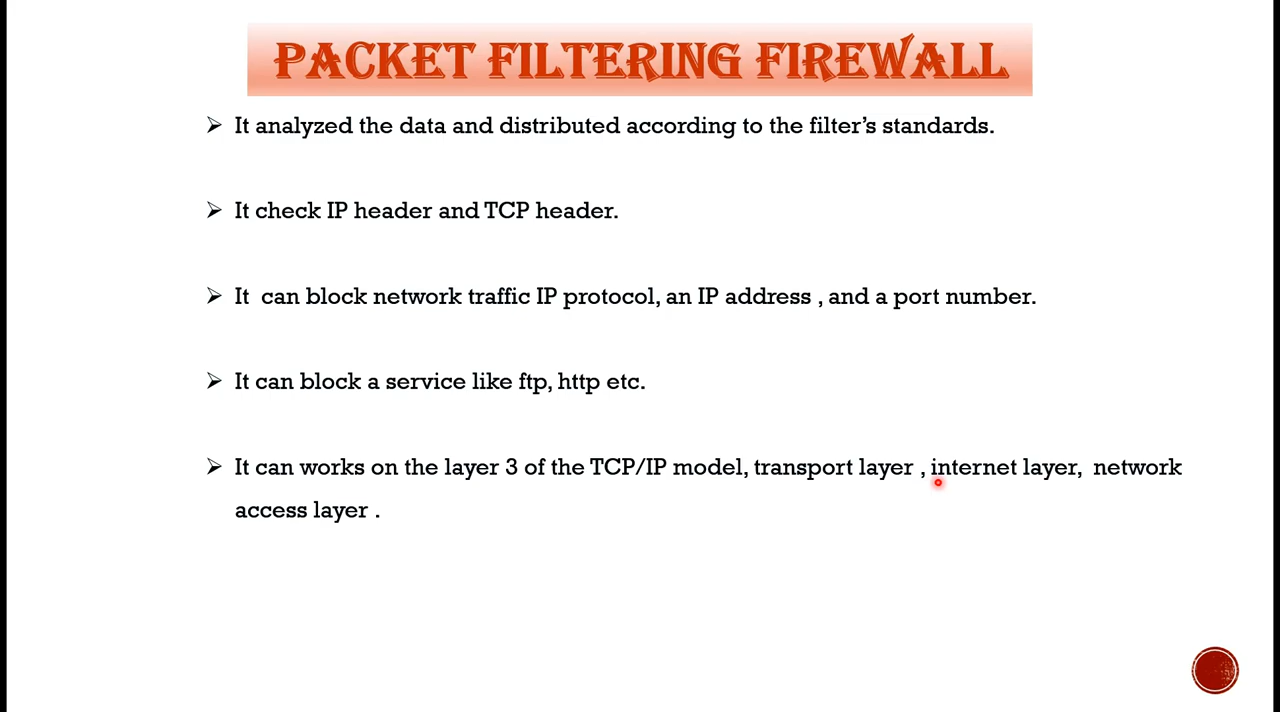 PACKET FILTERING FIREWALL
➢ It analyzed the data and distributed according to the filter’s standards.
➢ It check IP header and TCP header.
➢ It can block network traffic IP protocol, an IP address , and a port number.
➢ It can block a service like ftp, http etc.
➢ It can works on the layer 3 of the TCP/IP model, transport layer , internet layer, network
access layer .